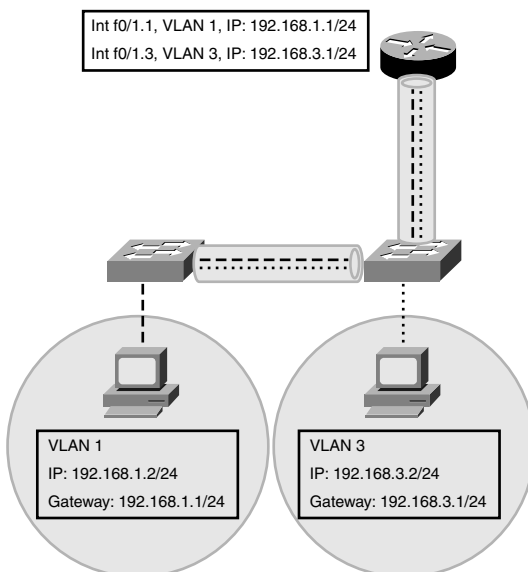 Int f0/1.1, VLAN 1, IP: 192.168.1.1/24
Int f0/1.3, VLAN 3, IP: 192.168.3.1/24
VLAN 1
IP: 192.168.1.2/24
Gateway: 192.168.1.1/24
VLAN 3
IP: 192.168.3.2/24
Gateway: 192.168.3.1/24